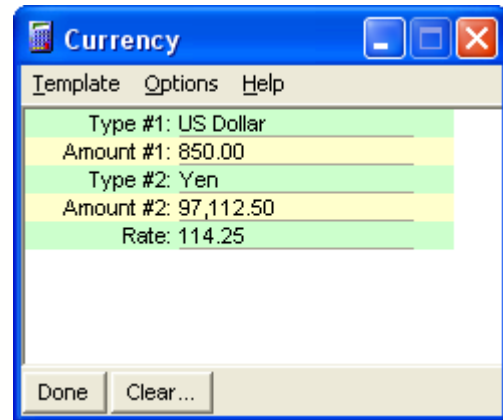 Currency
Template Options Help
Type #1: US Dollar
Amount #1: 850.00
Type #2: Yen
Amount #2: 97,112.50
Rate: 114.25
Done Clear...